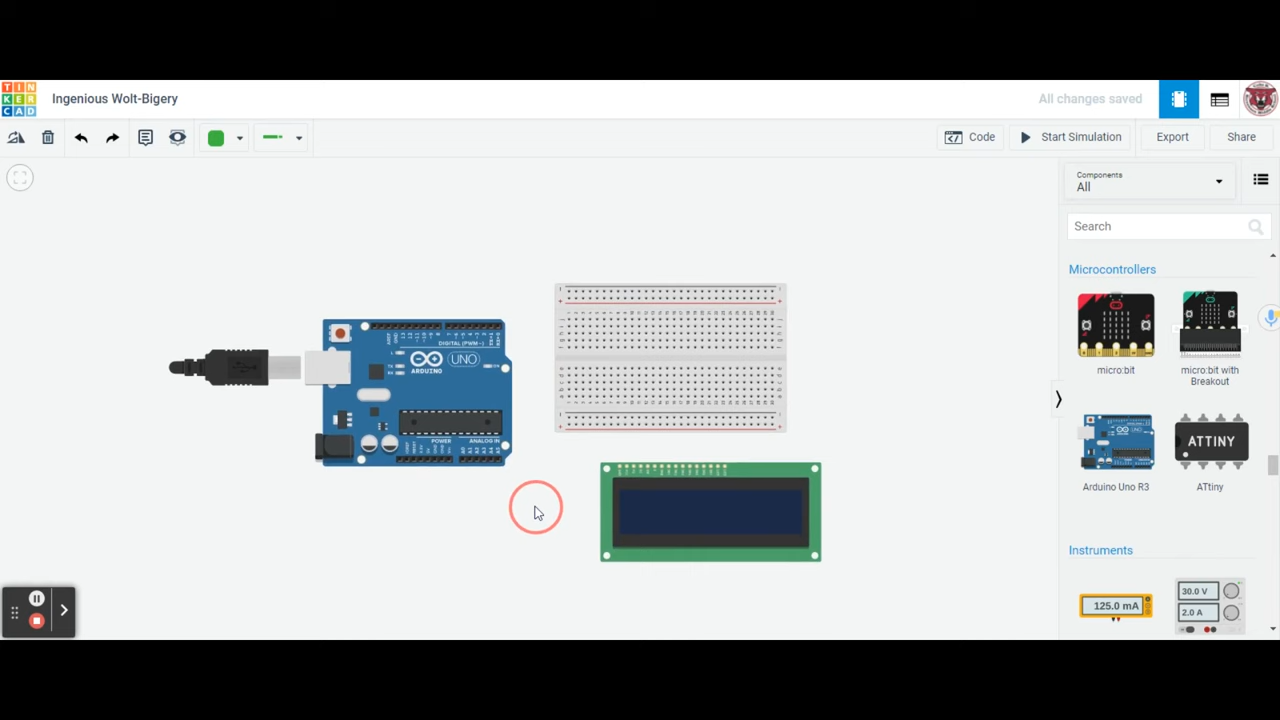 TIN
KER
CAD
Ingenious Wolt-Bigery
All changes saved
Code
Start Simulation
Export
Share
Components
All
Search
Microcontrollers
micro:bit
micro:bit with
Breakout
Arduino Uno R3
ATTINY
ATtiny
Instruments
125.0 mA
30.0 V
2.0 A
DIGITAL (PWM~)
UNO
ARDUINO
POWER
ANALOG IN